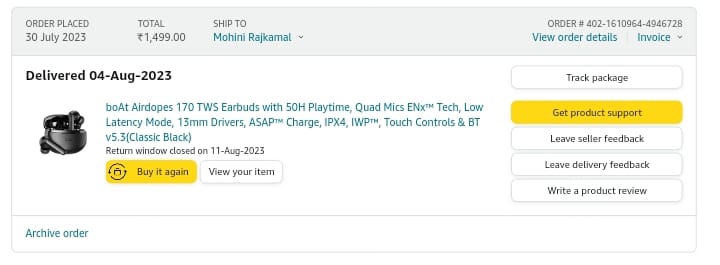 ORDER PLACED TOTAL SHIP TO ORDER # 402-1610964-4946728
30 July 2023 ₹1,499.00 Mohini Rajkamal View order details Invoice
Delivered 04-Aug-2023
Track package
boAt Airdopes 170 TWS Earbuds with 50H Playtime, Quad Mics ENx™ Tech, Low
Latency Mode, 13mm Drivers, ASAP™ Charge, IPX4, IWP™, Touch Controls & BT
v5.3(Classic Black)
Return window closed on 11-Aug-2023
Buy it again View your item
Get product support
Leave seller feedback
Leave delivery feedback
Write a product review
Archive order